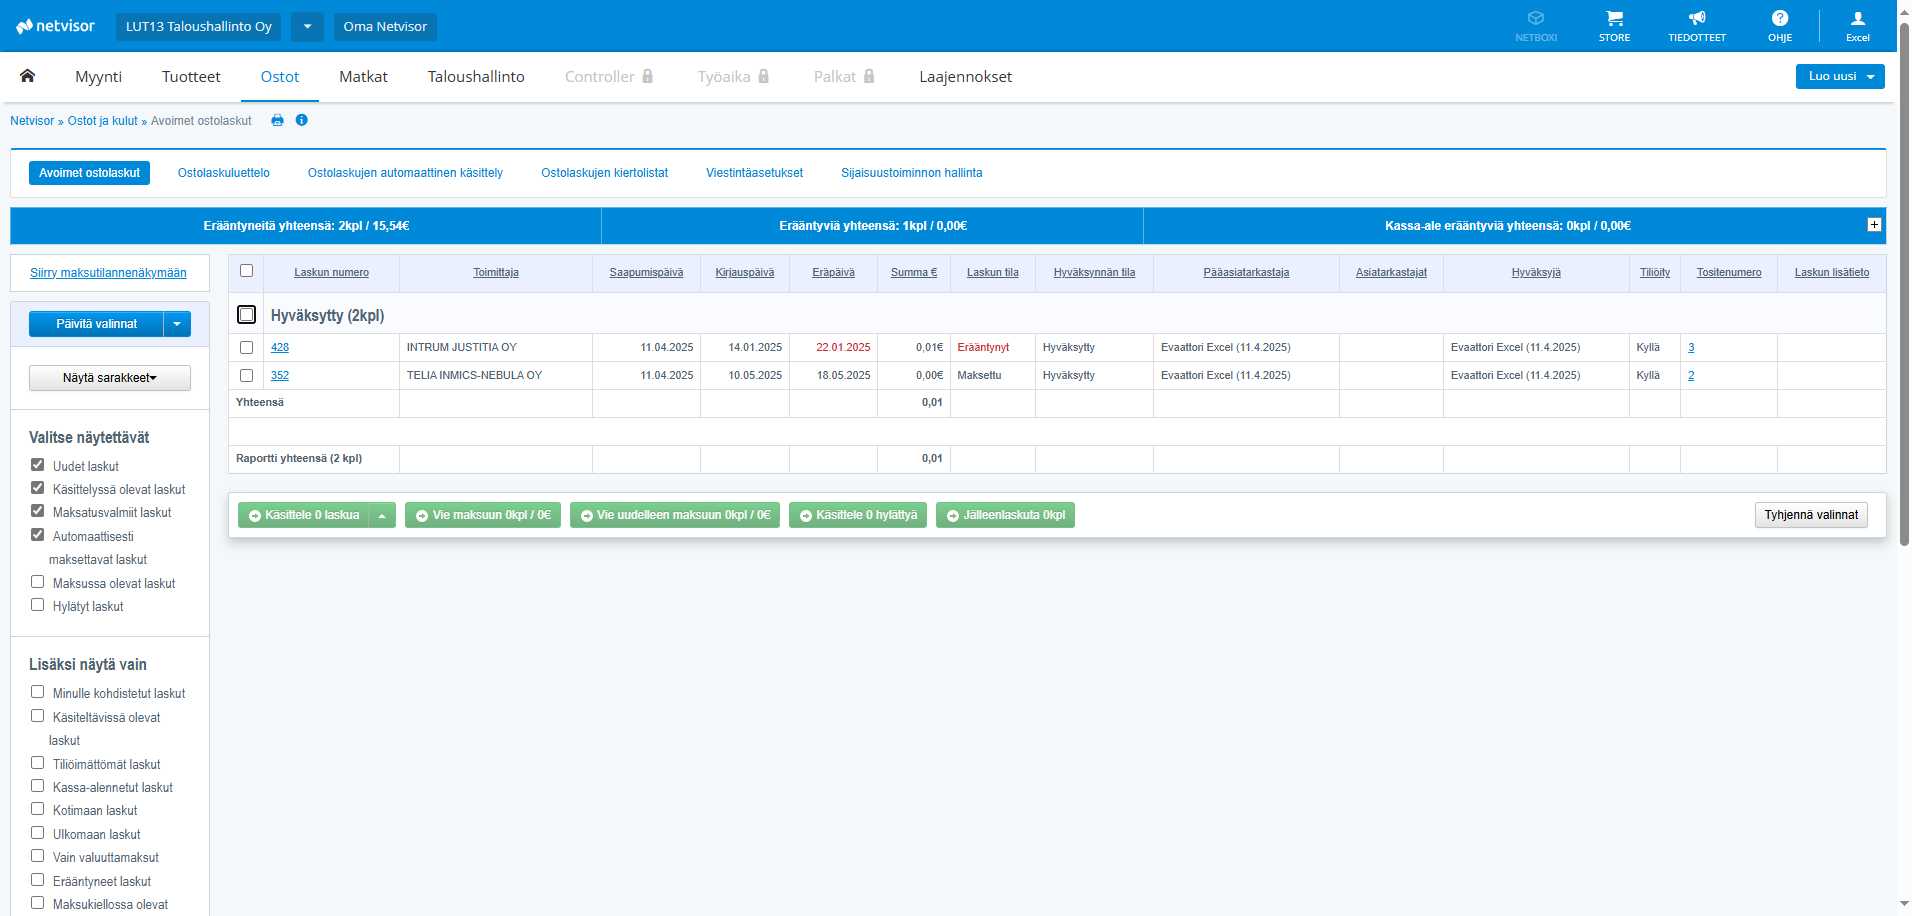 netvisor LUT13 Taloushallinto Oy Oma Netvisor NETBOXI STORE TIEDOTTEET OHJE Excel
Myynti Tuotteet Ostot Matkat Taloushallinto Controller Työaika Palkat Laajennokset Luo uusi
Netvisor » Ostot ja kulut » Avoimet ostolaskut
Avoimet ostolaskut Ostolaskuluettelo Ostolaskujen automaattinen käsittely Ostolaskujen kiertolistat Viestintäasetukset Sijaisuustoiminnon hallinta
Erääntyneitä yhteensä: 2kpl / 15,54€ Erääntyviä yhteensä: 1kpl / 0,00€ Kassa-ale erääntyviä yhteensä: 0kpl / 0,00€
Siirry maksutilannenäkymään
Päivitä valinnat
Näytä sarakkeet
Valitse näytettävät
Uudet laskut
Käsittelyssä olevat laskut
Maksatusvalmiit laskut
Automaattisesti
maksettavat laskut
Maksussa olevat laskut
Hylätyt laskut
Lisäksi näytä vain
Minulle kohdistetut laskut
Käsiteltävissä olevat
laskut
Tiliöimättömät laskut
Kassa-alennetut laskut
Kotimaan laskut
Ulkomaan laskut
Vain valuuttamaksut
Erääntyneet laskut
Maksukiellossa olevat
Laskun numero Toimittaja Saapumispäivä Kirjauspäivä Eräpäivä Summa € Laskun tila Hyväksynnän tila Pääasiatarkastaja Asiatarkastajat Hyväksyjä Tiliöity Tositenumero Laskun lisätieto
Hyväksytty (2kpl)
428 INTRUM JUSTITIA OY 11.04.2025 14.01.2025 22.01.2025 0,01€ Erääntynyt Hyväksytty Evaattori Excel (11.4.2025) Evaattori Excel (11.4.2025) Kyllä 3
352 TELIA INMICS-NEBULA OY 11.04.2025 10.05.2025 18.05.2025 0,00€ Maksettu Hyväksytty Evaattori Excel (11.4.2025) Evaattori Excel (11.4.2025) Kyllä 2
Yhteensä 0,01
Raportti yhteensä (2 kpl) 0,01
Käsittele 0 laskua Vie maksuun 0kpl / 0€ Vie uudelleen maksuun 0kpl / 0€ Käsittele 0 hylättyä Jälleenlaskuta 0kpl Tyhjennä valinnat